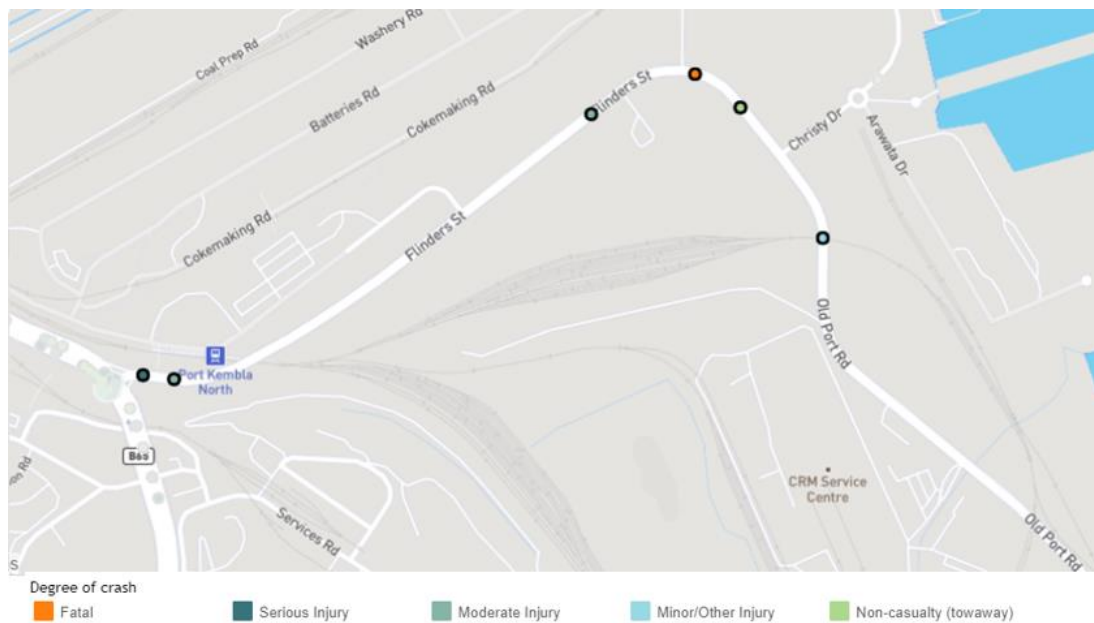 Coal Prep Rd
Washery Rd
Batteries Rd
Cokemaking Rd
Flinders St
Christy Dr
Arawata Dr
Cokemaking Rd
Flinders St
Old Port Rd
Port Kembla
North
CRM Service
Centre
Services Rd
Old Port Rd
S
Degree of crash
Fatal
Serious Injury
Moderate Injury
Minor/Other Injury
Non-casualty (towaway)